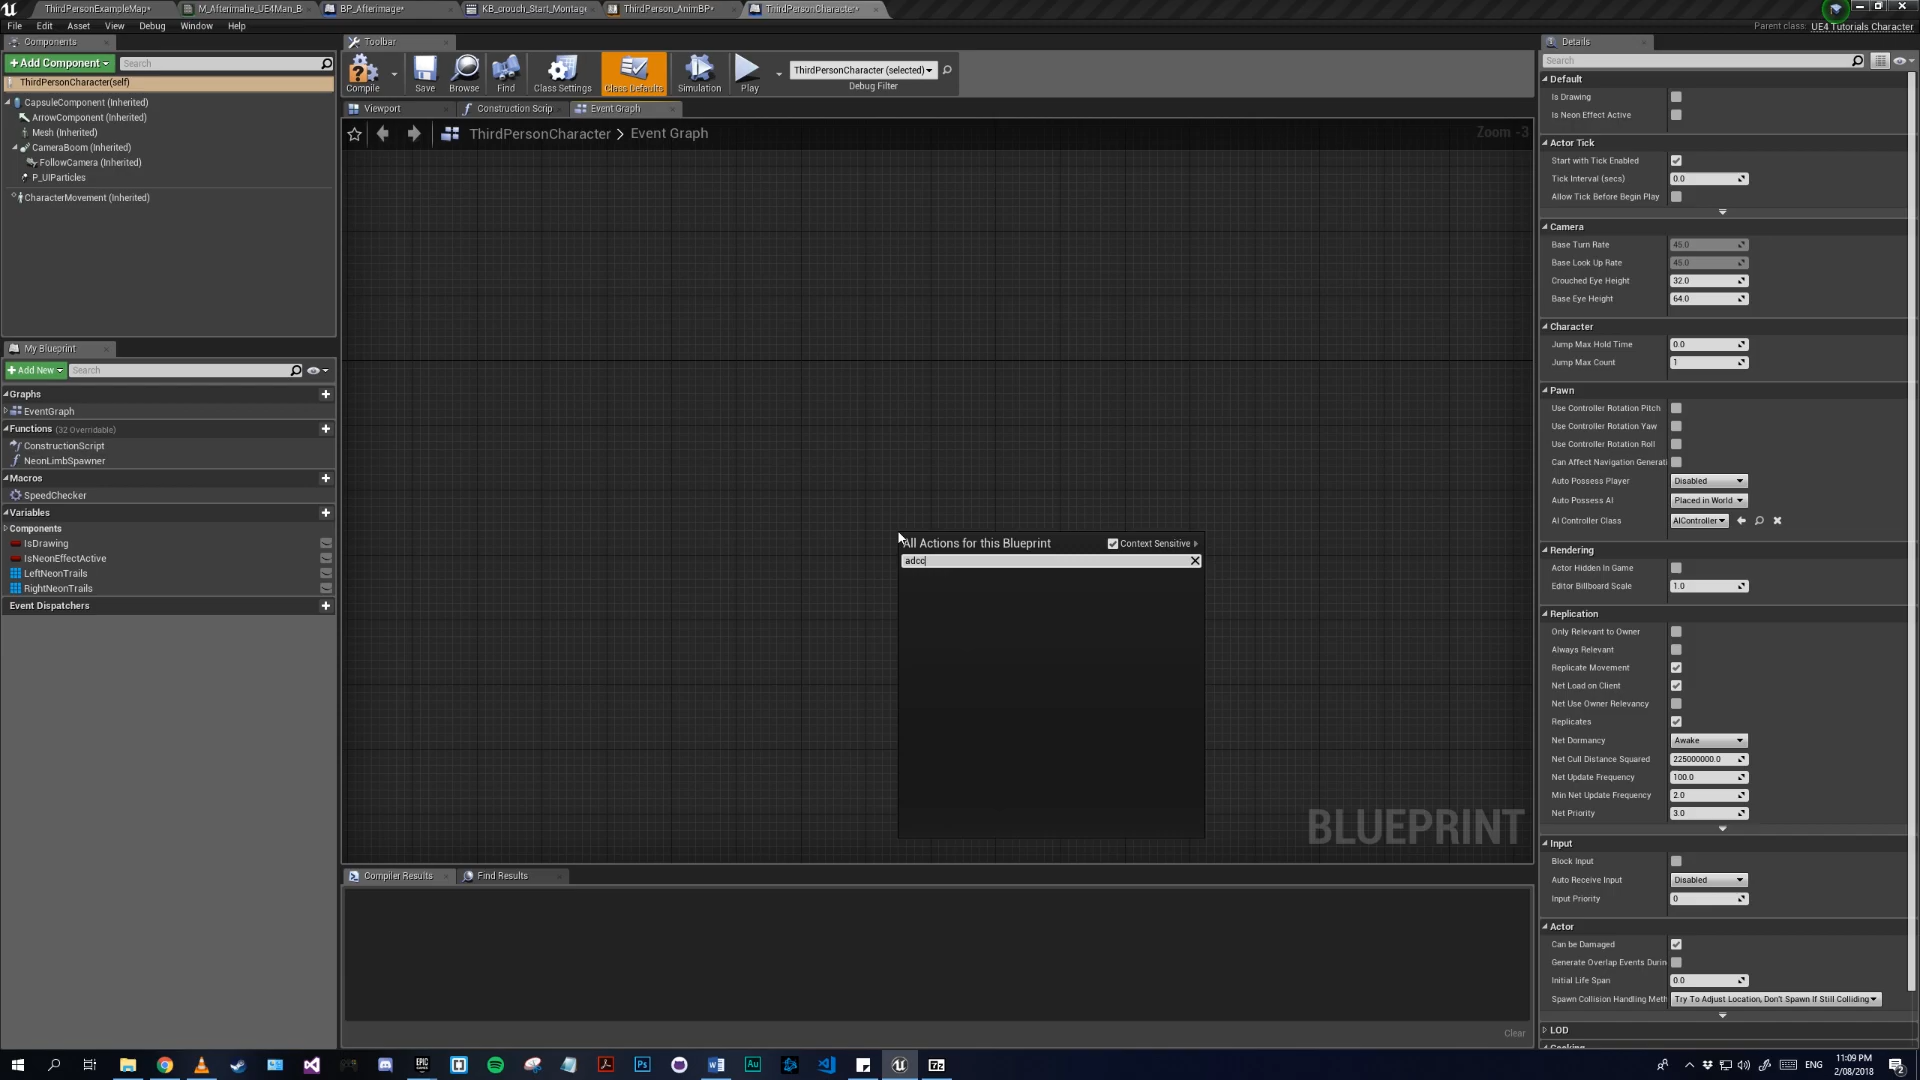 ThirdPersonExampleMap*
M_Afterimahe_UE4Man_B
BP_Afterimage*
KB_crouch_Start_Montage
ThirdPerson_AnimBP*
ThirdPersonCharacter*
File Edit Asset View Debug Window Help
Parent class: UE4 Tutorials Character
Components
+Add Component
Search
ThirdPersonCharacter(self)
CapsuleComponent (Inherited)
ArrowComponent (Inherited)
Mesh (Inherited)
CameraBoom (Inherited)
FollowCamera (Inherited)
P_UIParticles
CharacterMovement (Inherited)
My Blueprint
+Add New
Search
Graphs
EventGraph
Functions (32 Overridable)
ConstructionScript
NeonLimbSpawner
Macros
SpeedChecker
Variables
Components
IsDrawing
IsNeonEffectActive
LeftNeonTrails
RightNeonTrails
Event Dispatchers
Toolbar
Compile
Save
Browse
Find
Class Settings
Class Defaults
Simulation
Play
ThirdPersonCharacter (selected)
Debug Filter
Viewport
Construction Scrip
Event Graph
ThirdPersonCharacter > Event Graph
Zoom -3
All Actions for this Blueprint
Context Sensitive
adcc
BLUEPRINT
Compiler Results
Find Results
Clear
Details
Search
Default
Is Drawing
Is Neon Effect Active
Actor Tick
Start with Tick Enabled
Tick Interval (secs) 0.0
Allow Tick Before Begin Play
Camera
Base Turn Rate 45.0
Base Look Up Rate 45.0
Crouched Eye Height 32.0
Base Eye Height 64.0
Character
Jump Max Hold Time 0.0
Jump Max Count 1
Pawn
Use Controller Rotation Pitch
Use Controller Rotation Yaw
Use Controller Rotation Roll
Can Affect Navigation Generati
Auto Possess Player Disabled
Auto Possess AI Placed in World
AI Controller Class AIController
Rendering
Actor Hidden In Game
Editor Billboard Scale 1.0
Replication
Only Relevant to Owner
Always Relevant
Replicate Movement
Net Load on Client
Net Use Owner Relevancy
Replicates
Net Dormancy Awake
Net Cull Distance Squared 225000000.0
Net Update Frequency 100.0
Min Net Update Frequency 2.0
Net Priority 3.0
Input
Block Input
Auto Receive Input Disabled
Input Priority 0
Actor
Can be Damaged
Generate Overlap Events Durin
Initial Life Span 0.0
Spawn Collision Handling Meth Try To Adjust Location, Don't Spawn If Still Colliding
LOD
Cooking
ENG
11:09 PM
2/08/2018